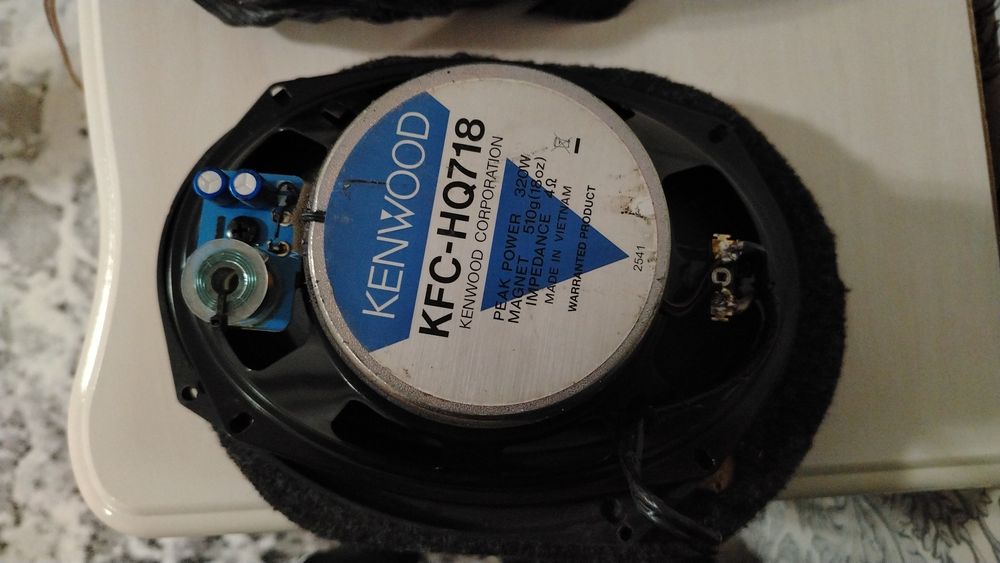 KENWOOD
KFC-HQ718
KENWOOD CORPORATION
PEAK POWER 320W
MAGNET 510g(18oz)
IMPEDANCE 4Ω
MADE IN VIETNAM
WARRANTED PRODUCT
2541